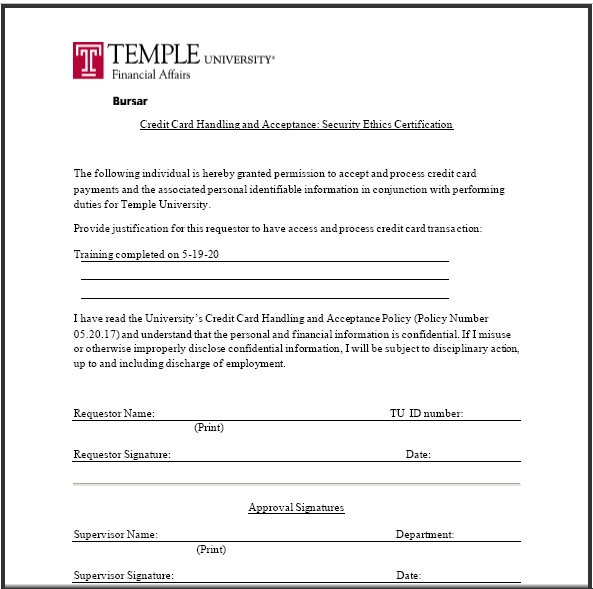 TEMPLE UNIVERSITY®
Financial Affairs
Bursar
Credit Card Handling and Acceptance: Security Ethics Certification
The following individual is hereby granted permission to accept and process credit card
payments and the associated personal identifiable information in conjunction with performing
duties for Temple University.
Provide justification for this requestor to have access and process credit card transaction:
Training completed on 5-19-20
I have read the University's Credit Card Handling and Acceptance Policy (Policy Number
05.20.17) and understand that the personal and financial information is confidential. If I misuse
or otherwise improperly disclose confidential information, I will be subject to disciplinary action,
up to and including discharge of employment.
Requestor Name: TU ID number:
(Print)
Requestor Signature: Date:
Approval Signatures
Supervisor Name: Department:
(Print)
Supervisor Signature: Date: